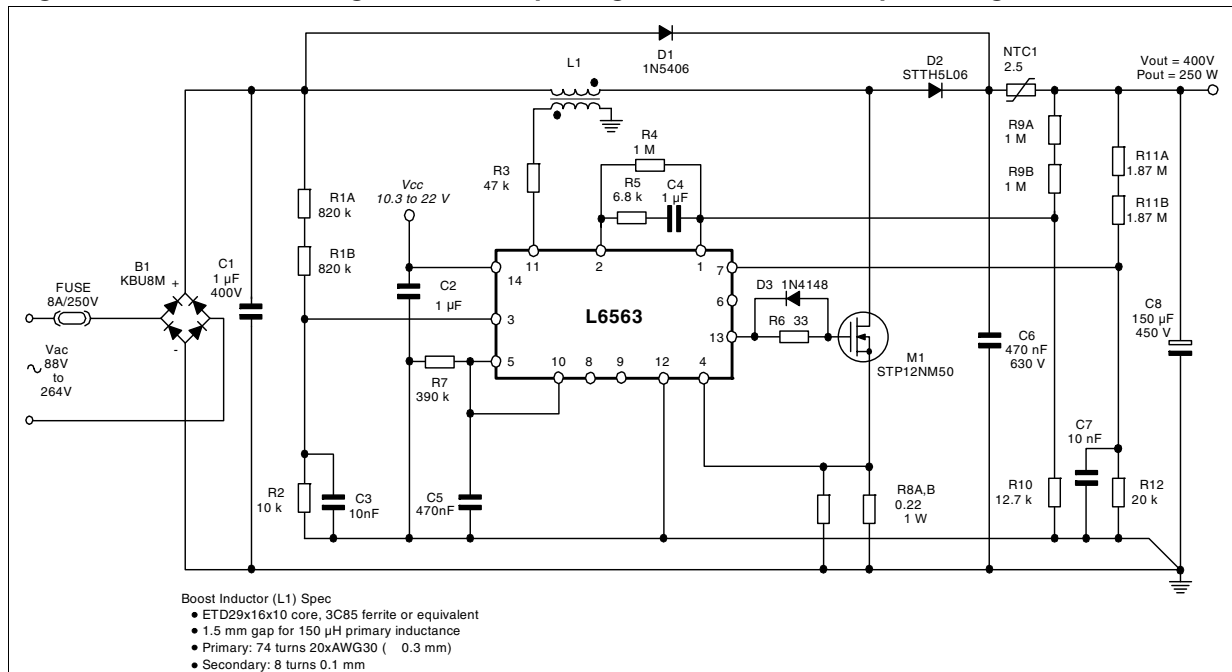 D1
1N5406
L1
D2
STTH5L06
NTC1
2.5
Vout = 400V
Pout = 250 W
R4
1 M
R9A
1 M
R3
47 k
R5
6.8 k
C4
1 µF
R9B
1 M
R11A
1.87 M
Vcc
10.3 to 22 V
R1A
820 k
R11B
1.87 M
R1B
820 k
B1
KBU8M
+
-
C1
1 µF
400V
FUSE
8A/250V
11
2
1
14
7
C2
1 µF
6
D3 1N4148
L6563
3
13
R6 33
C8
150 µF
450 V
Vac
88V
to
264V
5
10
8
9
12
4
M1
STP12NM50
C6
470 nF
630 V
R7
390 k
C7
10 nF
R2
10 k
C3
10nF
C5
470nF
R8A,B
0.22
1 W
R10
12.7 k
R12
20 k
Boost Inductor (L1) Spec
● ETD29x16x10 core, 3C85 ferrite or equivalent
● 1.5 mm gap for 150 µH primary inductance
● Primary: 74 turns 20xAWG30 ( 0.3 mm)
● Secondary: 8 turns 0.1 mm